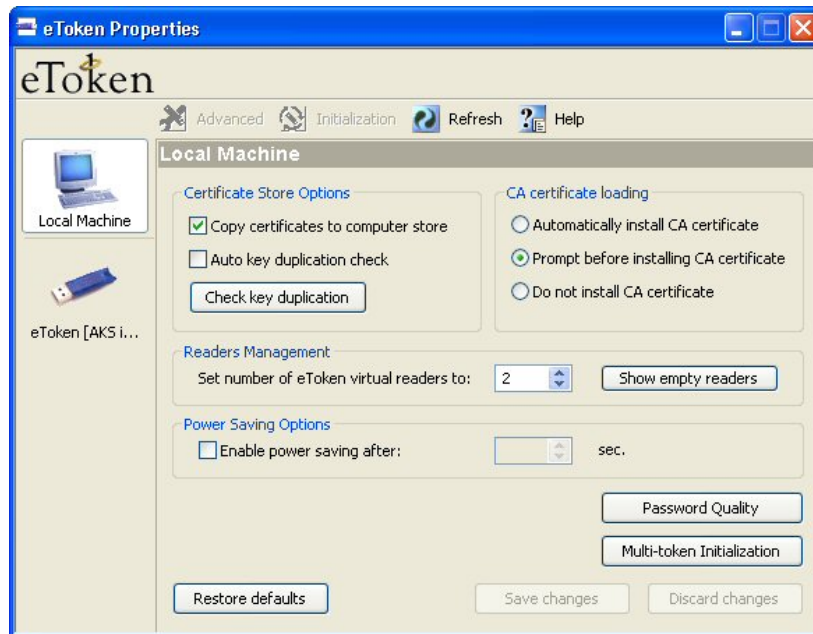 eToken Properties
eToken
Advanced Initialization Refresh Help
Local Machine
Local Machine
eToken [AKS i...
Certificate Store Options
Copy certificates to computer store
Auto key duplication check
Check key duplication
CA certificate loading
Automatically install CA certificate
Prompt before installing CA certificate
Do not install CA certificate
Readers Management
Set number of eToken virtual readers to: 2 Show empty readers
Power Saving Options
Enable power saving after: sec.
Password Quality
Multi-token Initialization
Restore defaults Save changes Discard changes